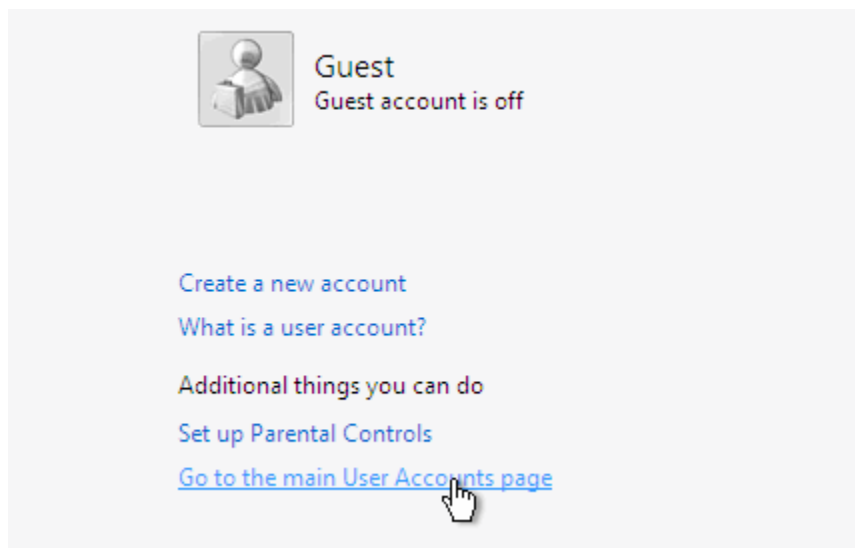 Guest
Guest account is off
Create a new account
What is a user account?
Additional things you can do
Set up Parental Controls
Go to the main User Accounts page